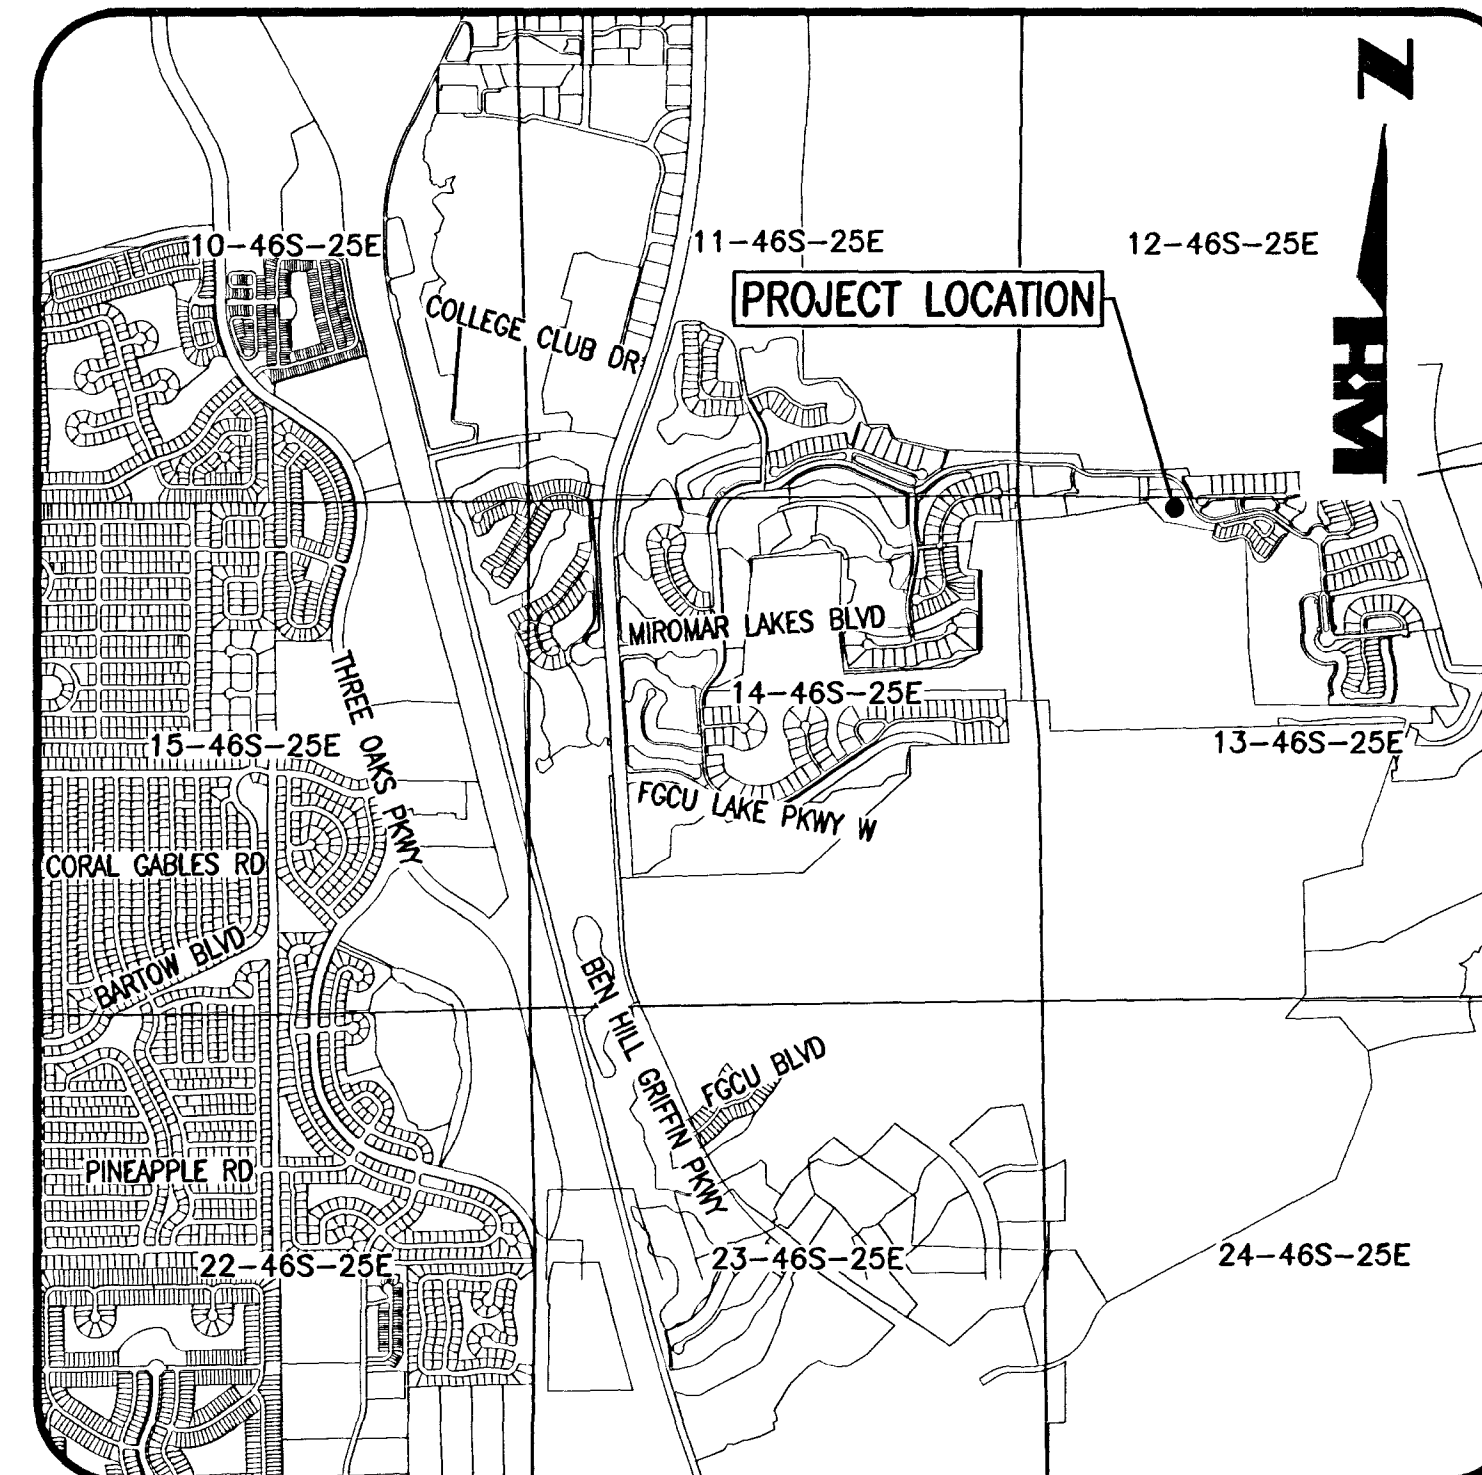 Z
10-46S-25E
11-46S-25E
12-46S-25E
PROJECT LOCATION
COLLEGE CLUB DR
HM
MIROMAR LAKES BLVD
THREE OAKS PKWY
14-46S-25E
15-46S-25E
13-46S-25E
FGCU LAKE PKWY W
CORAL GABLES RD
BARTOW BLVD
BEN HILL GRIFFIN PKWY
FGCU BLVD
PINEAPPLE RD
22-46S-25E
23-46S-25E
24-46S-25E